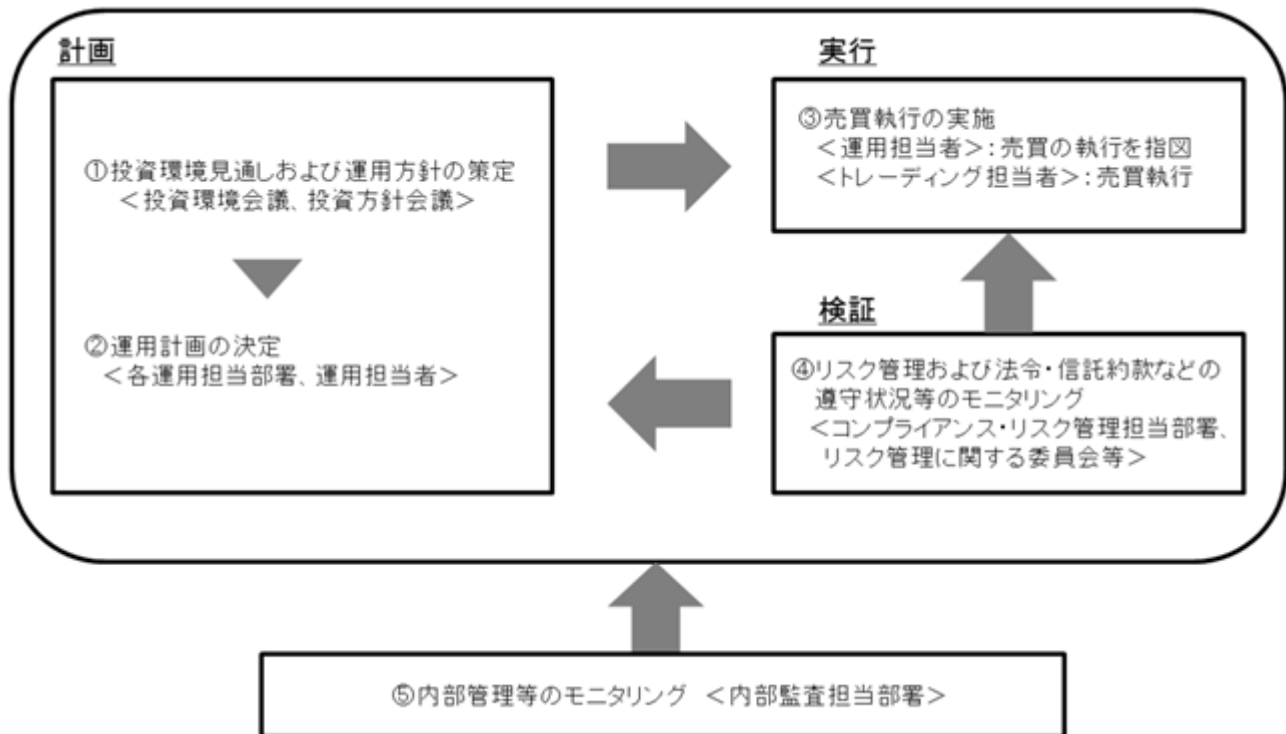 計画
①投資環境見通しおよび運用方針の策定
＜投資環境会議、投資方針会議＞
②運用計画の決定
＜各運用担当部署、運用担当者＞
実行
③売買執行の実施
＜運用担当者＞：売買の執行を指図
＜トレーディング担当者＞：売買執行
検証
④リスク管理および法令・信託約款などの
遵守状況等のモニタリング
＜コンプライアンス・リスク管理担当部署、
リスク管理に関する委員会等＞
⑤内部管理等のモニタリング ＜内部監査担当部署＞